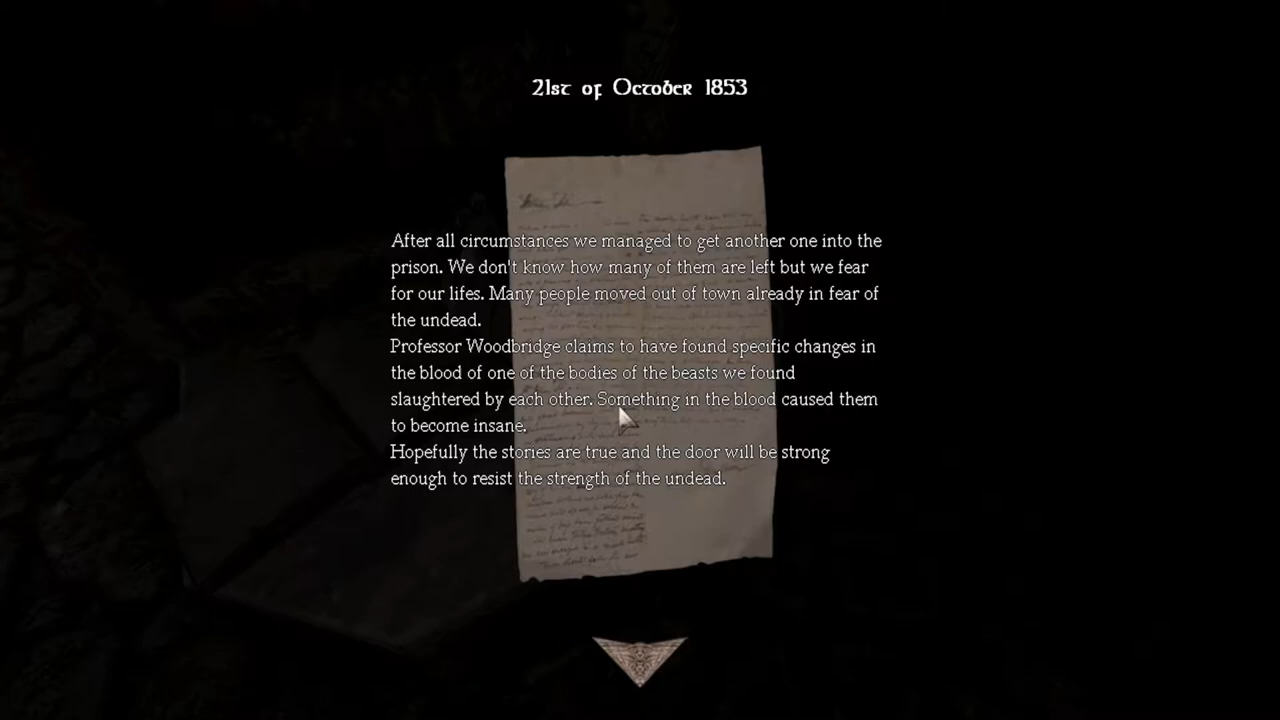 21st of October 1853
After all circumstances we managed to get another one into the
prison. We don't know how many of them are left but we fear
for our lifes. Many people moved out of town already in fear of
the undead.
Professor Woodbridge claims to have found specific changes in
the blood of one of the bodies of the beasts we found
slaughtered by each other. Something in the blood caused them
to become insane.
Hopefully the stories are true and the door will be strong
enough to resist the strength of the undead.